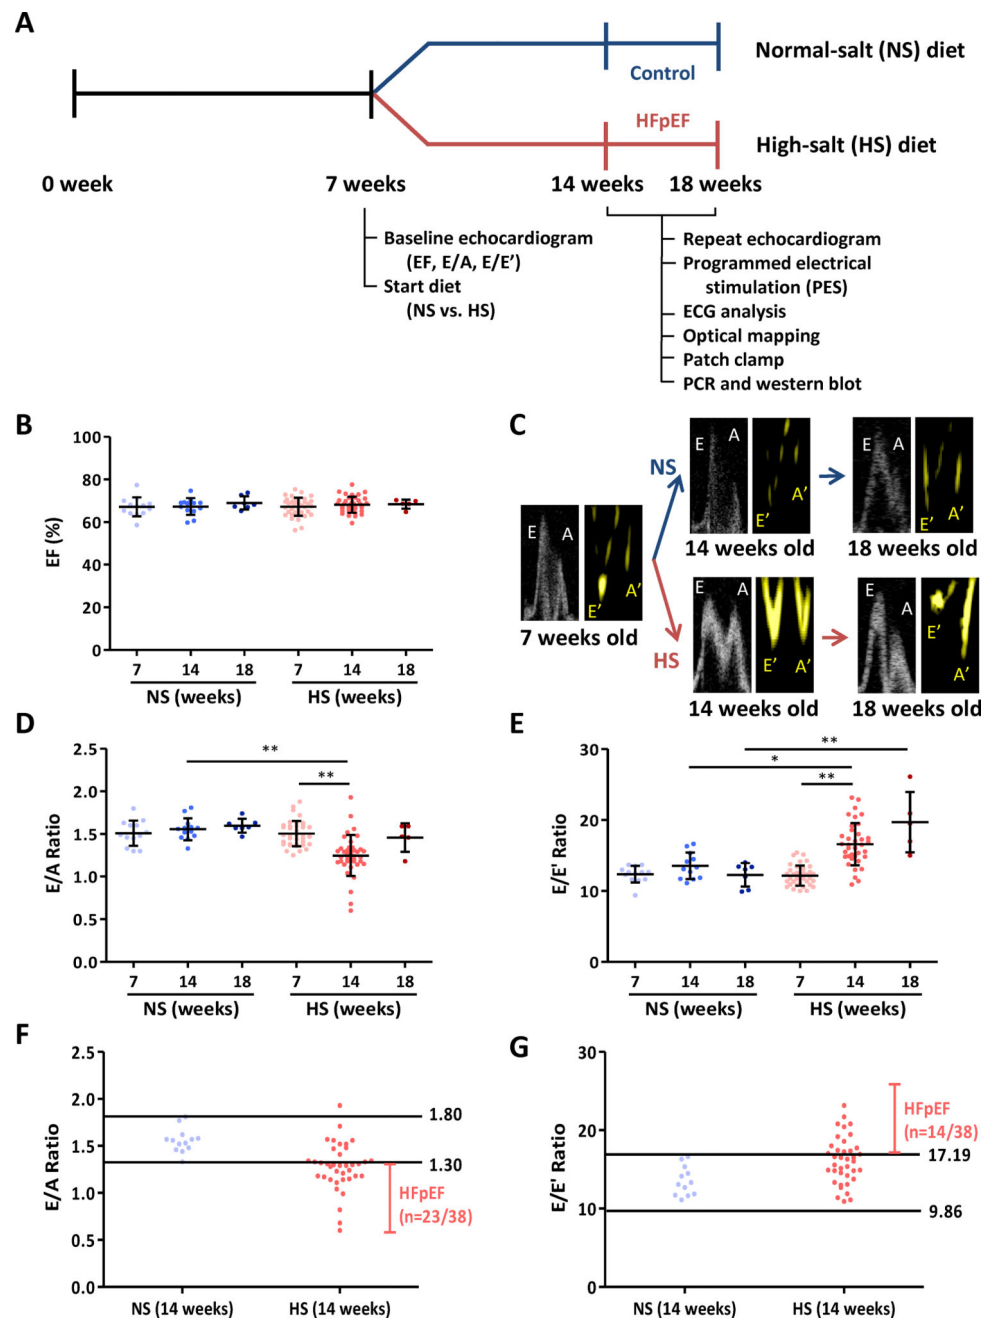 A
Normal-salt (NS) diet
Control
HFpEF
High-salt (HS) diet
0 week
7 weeks
14 weeks
18 weeks
Baseline echocardiogram
(EF, E/A, E/E’)
Start diet
(NS vs. HS)
Repeat echocardiogram
Programmed electrical
stimulation (PES)
ECG analysis
Optical mapping
Patch clamp
PCR and western blot
B
EF (%)
100
80
60
40
20
0
7 14 18 7 14 18
NS (weeks) HS (weeks)
C
E A E’ A’
7 weeks old
NS
E A E’ A’
14 weeks old
E A E’ A’
18 weeks old
HS
E A E’ A’
14 weeks old
E A E’ A’
18 weeks old
D
E/A Ratio
2.5
2.0
1.5
1.0
0.5
0.0
**
**
7 14 18 7 14 18
NS (weeks) HS (weeks)
E
E/E' Ratio
30
20
10
0
**
*
**
7 14 18 7 14 18
NS (weeks) HS (weeks)
F
E/A Ratio
2.5
2.0
1.5
1.0
0.5
0.0
1.80
1.30
HFpEF
(n=23/38)
NS (14 weeks) HS (14 weeks)
G
E/E' Ratio
30
20
10
0
HFpEF
(n=14/38)
17.19
9.86
NS (14 weeks) HS (14 weeks)